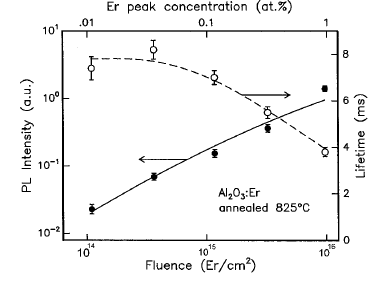 Er peak concentration (at.%)
.01 0.1 1
10¹ 8
10⁰ 6
10⁻¹ 4
10⁻² 2
0
PL Intensity (a.u.)
Lifetime (ms)
Al₂O₃:Er
annealed 825°C
10¹⁴ 10¹⁵ 10¹⁶
Fluence (Er/cm²)